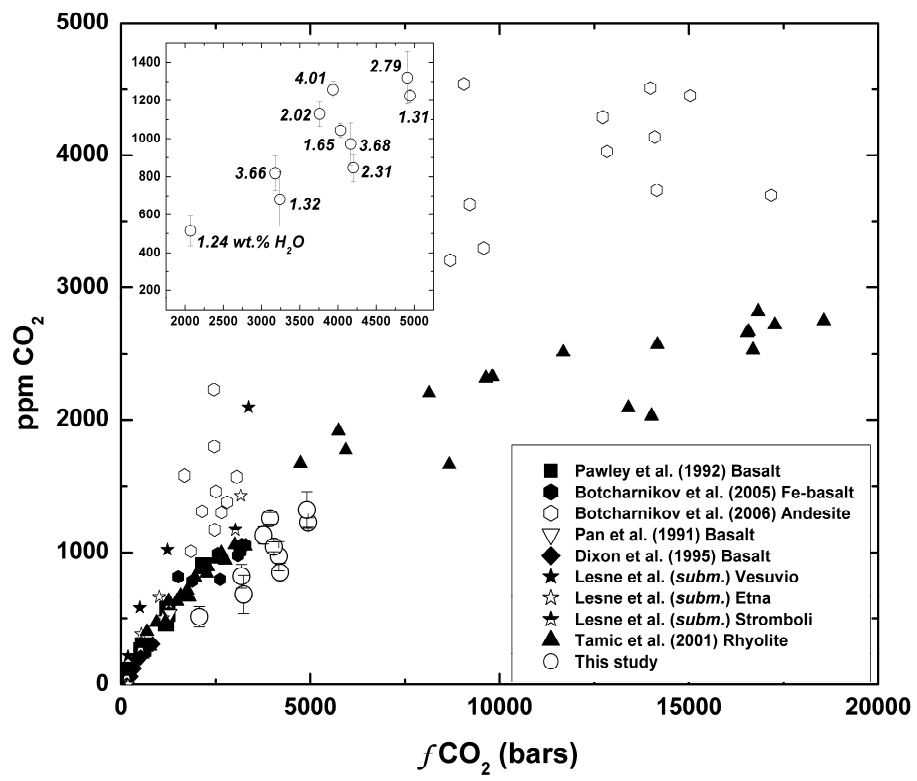 5000
4000
3000
2000
1000
0
ppm CO2
0 5000 10000 15000 20000
fCO2 (bars)
1400
1200
1000
800
600
400
200
2000 2500 3000 3500 4000 4500 5000
2.79
4.01
2.02
1.31
1.65
3.68
3.66
2.31
1.32
1.24 wt.% H2O
Pawley et al. (1992) Basalt
Botcharnikov et al. (2005) Fe-basalt
Botcharnikov et al. (2006) Andesite
Pan et al. (1991) Basalt
Dixon et al. (1995) Basalt
Lesne et al. (subm.) Vesuvio
Lesne et al. (subm.) Etna
Lesne et al. (subm.) Stromboli
Tamic et al. (2001) Rhyolite
This study